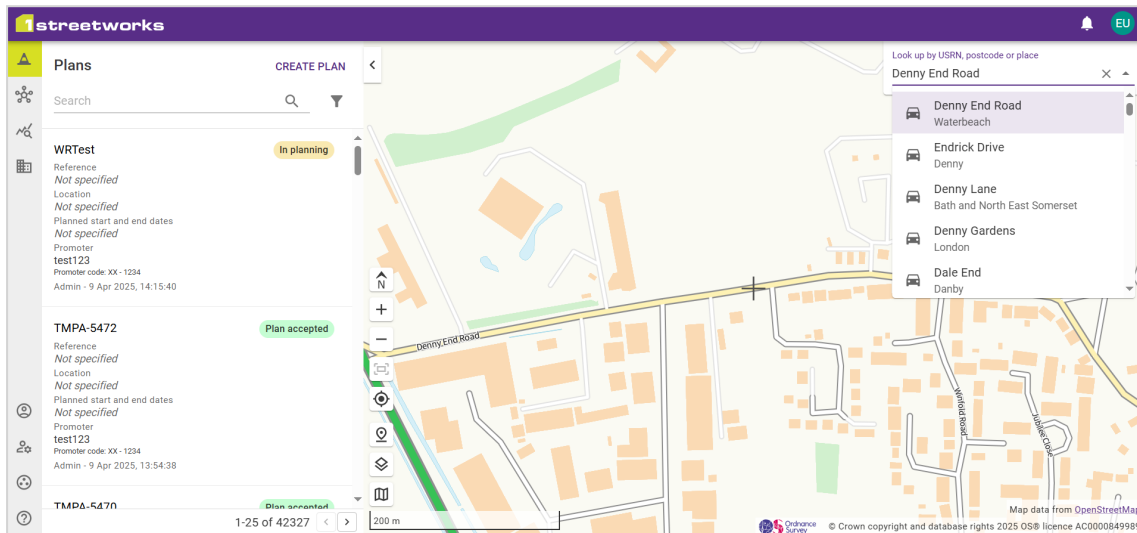 1streetworks
EU
Plans
CREATE PLAN
Search
WRTest
In planning
Reference
Not specified
Location
Not specified
Planned start and end dates
Not specified
Promoter
test123
Promoter code: XX - 1234
Admin - 9 Apr 2025, 14:15:40
TMPA-5472
Plan accepted
Reference
Not specified
Location
Not specified
Planned start and end dates
Not specified
Promoter
test123
Promoter code: XX - 1234
Admin - 9 Apr 2025, 13:54:38
TMPA-5470
Plan accepted
1-25 of 42327
Look up by USRN, postcode or place
Denny End Road
Denny End Road
Waterbeach
Endrick Drive
Denny
Denny Lane
Bath and North East Somerset
Denny Gardens
London
Dale End
Danby
N
Denny End Road
Winfold Road
Jubilee Close
200 m
Map data from OpenStreetMap
Ordnance
Survey
© Crown copyright and database rights 2025 OS® licence AC0000849989